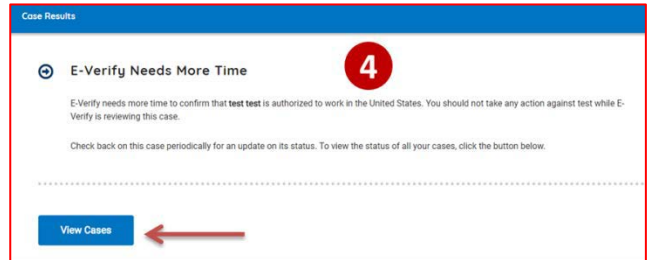 Case Results
E-Verify Needs More Time
4
E-Verify needs more time to confirm that test test is authorized to work in the United States. You should not take any action against test while E-
Verify is reviewing this case.
Check back on this case periodically for an update on its status. To view the status of all your cases, click the button below.
View Cases